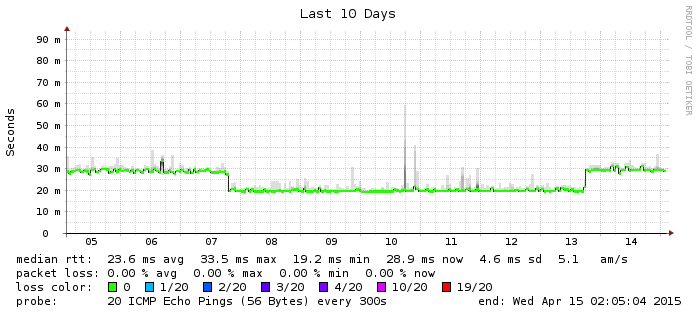 Last 10 Days
RRDTOOL / TOBI OETIKER
Seconds
90 m
80 m
70 m
60 m
50 m
40 m
30 m
20 m
10 m
0
05 06 07 08 09 10 11 12 13 14
median rtt: 23.6 ms avg 33.5 ms max 19.2 ms min 28.9 ms now 4.6 ms sd 5.1 am/s
packet loss: 0.00 % avg 0.00 % max 0.00 % min 0.00 % now
loss color: 0 1/20 2/20 3/20 4/20 10/20 19/20
probe: 20 ICMP Echo Pings (56 Bytes) every 300s end: Wed Apr 15 02:05:04 2015